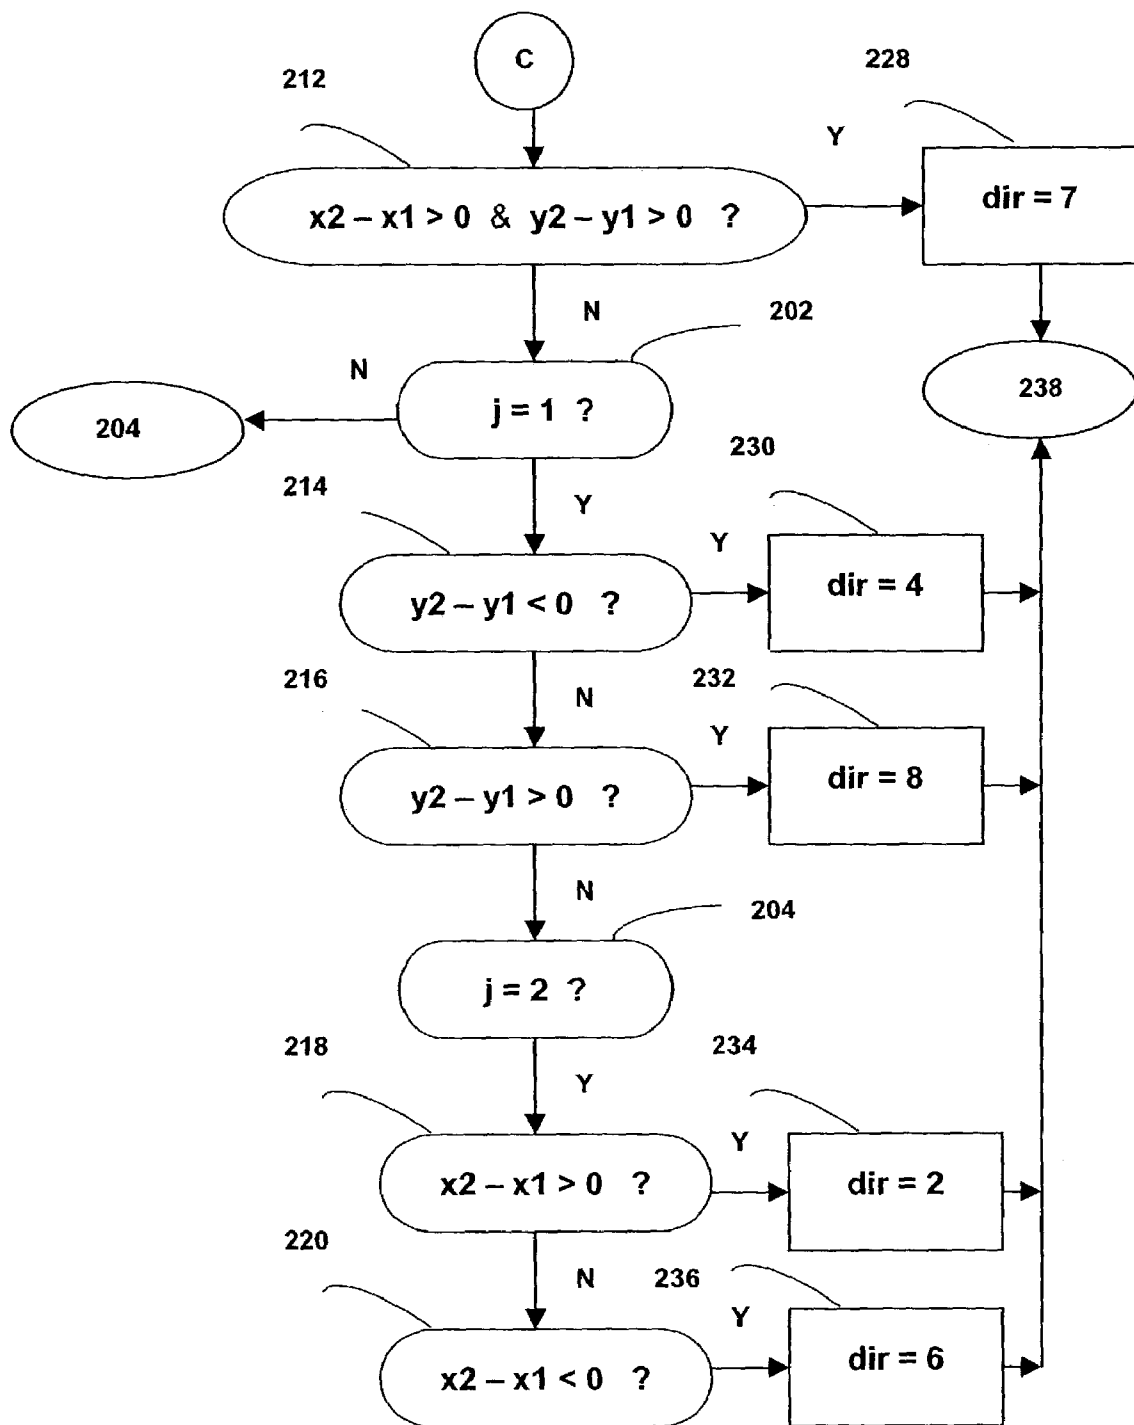 C
212
228
Y
x2 – x1 > 0 & y2 – y1 > 0 ?
dir = 7
N
202
N
238
204
j = 1 ?
230
214
Y
Y
y2 – y1 < 0 ?
dir = 4
216
232
N
Y
y2 – y1 > 0 ?
dir = 8
N
204
j = 2 ?
218
234
Y
Y
x2 – x1 > 0 ?
dir = 2
220
N
236
Y
x2 – x1 < 0 ?
dir = 6